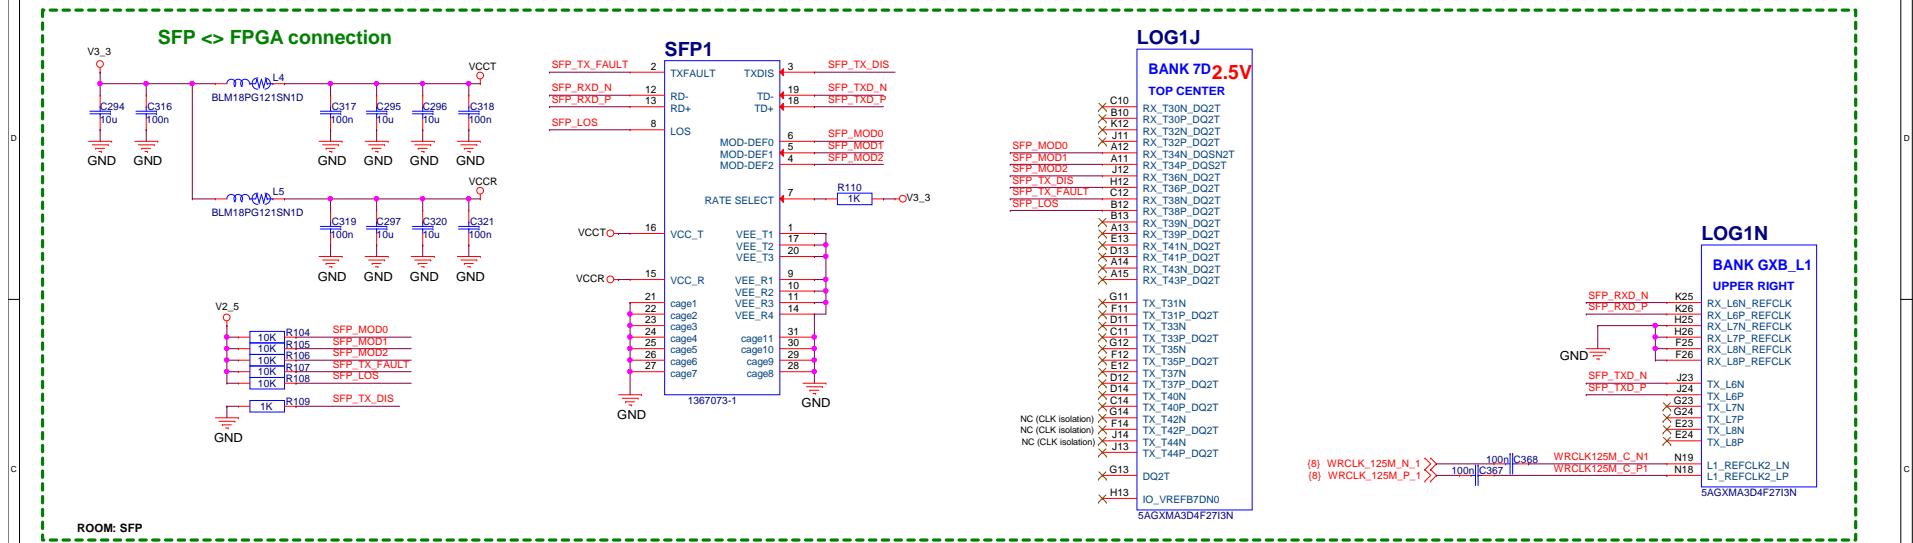 SFP <> FPGA connection
V3_3
C294
10u
GND
C316
100n
GND
L4
BLM18PG121SN1D
VCCT
C317
100n
GND
C295
10u
GND
C296
10u
GND
C318
100n
GND
L5
BLM18PG121SN1D
VCCR
C319
100n
GND
C297
10u
GND
C320
10u
GND
C321
100n
GND
V2_5
10K R104 SFP_MOD0
10K R105 SFP_MOD1
10K R106 SFP_MOD2
10K R107 SFP_TX_FAULT
10K R108 SFP_LOS
1K R109 SFP_TX_DIS
GND
ROOM: SFP
SFP1
SFP_TX_FAULT 2 TXFAULT
SFP_RXD_N 12 RD-
SFP_RXD_P 13 RD+
SFP_LOS 8 LOS
TXDIS 3 SFP_TX_DIS
TD- 19 SFP_TXD_N
TD+ 18 SFP_TXD_P
MOD-DEF0 6 SFP_MOD0
MOD-DEF1 5 SFP_MOD1
MOD-DEF2 4 SFP_MOD2
RATE SELECT 7 R110 1K V3_3
VCCT 16 VCC_T
VCCR 15 VCC_R
VEE_T1 1
VEE_T2 17
VEE_T3 20
VEE_R1 9
VEE_R2 10
VEE_R3 11
VEE_R4 14
21 cage1
22 cage2
23 cage3
24 cage4
25 cage5
26 cage6
27 cage7
cage11 31
cage10 30
cage9 29
cage8 28
GND
GND
1367073-1
LOG1J
BANK 7D 2.5V
TOP CENTER
C10 RX_T30N_DQ2T
B10 RX_T30P_DQ2T
K12 RX_T32N_DQ2T
J11 RX_T32P_DQ2T
SFP_MOD0 A12 RX_T34N_DQSN2T
SFP_MOD1 A11 RX_T34P_DQS2T
SFP_MOD2 J12 RX_T36N_DQ2T
SFP_TX_DIS H12 RX_T36P_DQ2T
SFP_TX_FAULT C12 RX_T38N_DQ2T
SFP_LOS B12 RX_T38P_DQ2T
B13 RX_T39N_DQ2T
A13 RX_T39P_DQ2T
E13 RX_T41N_DQ2T
D13 RX_T41P_DQ2T
A14 RX_T43N_DQ2T
A15 RX_T43P_DQ2T
G11 TX_T31N
F11 TX_T31P_DQ2T
D11 TX_T33N
C11 TX_T33P_DQ2T
G12 TX_T35N
F12 TX_T35P_DQ2T
E12 TX_T37N
D12 TX_T37P_DQ2T
D14 TX_T40N
C14 TX_T40P_DQ2T
NC (CLK isolation) G14 TX_T42N
NC (CLK isolation) F14 TX_T42P_DQ2T
NC (CLK isolation) J14 TX_T44N
J13 TX_T44P_DQ2T
G13 DQ2T
H13 IO_VREFB7DN0
5AGXMA3D4F27I3N
LOG1N
BANK GXB_L1
UPPER RIGHT
SFP_RXD_N K25 RX_L6N_REFCLK
SFP_RXD_P K26 RX_L6P_REFCLK
H25 RX_L7N_REFCLK
H26 RX_L7P_REFCLK
F25 RX_L8N_REFCLK
F26 RX_L8P_REFCLK
GND
SFP_TXD_N J23 TX_L6N
SFP_TXD_P J24 TX_L6P
G23 TX_L7N
G24 TX_L7P
E23 TX_L8N
E24 TX_L8P
{8} WRCLK_125M_N_1 100n C368 WRCLK125M_C_N1 N19 L1_REFCLK2_LN
{8} WRCLK_125M_P_1 100n C367 WRCLK125M_C_P1 N18 L1_REFCLK2_LP
5AGXMA3D4F27I3N
D
C
D
C